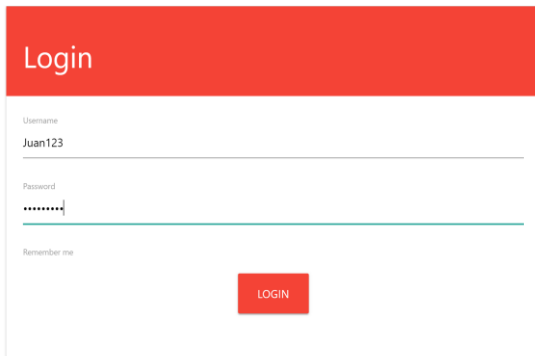 Login
Username
Juan123
Password
•••••••••
Remember me
LOGIN